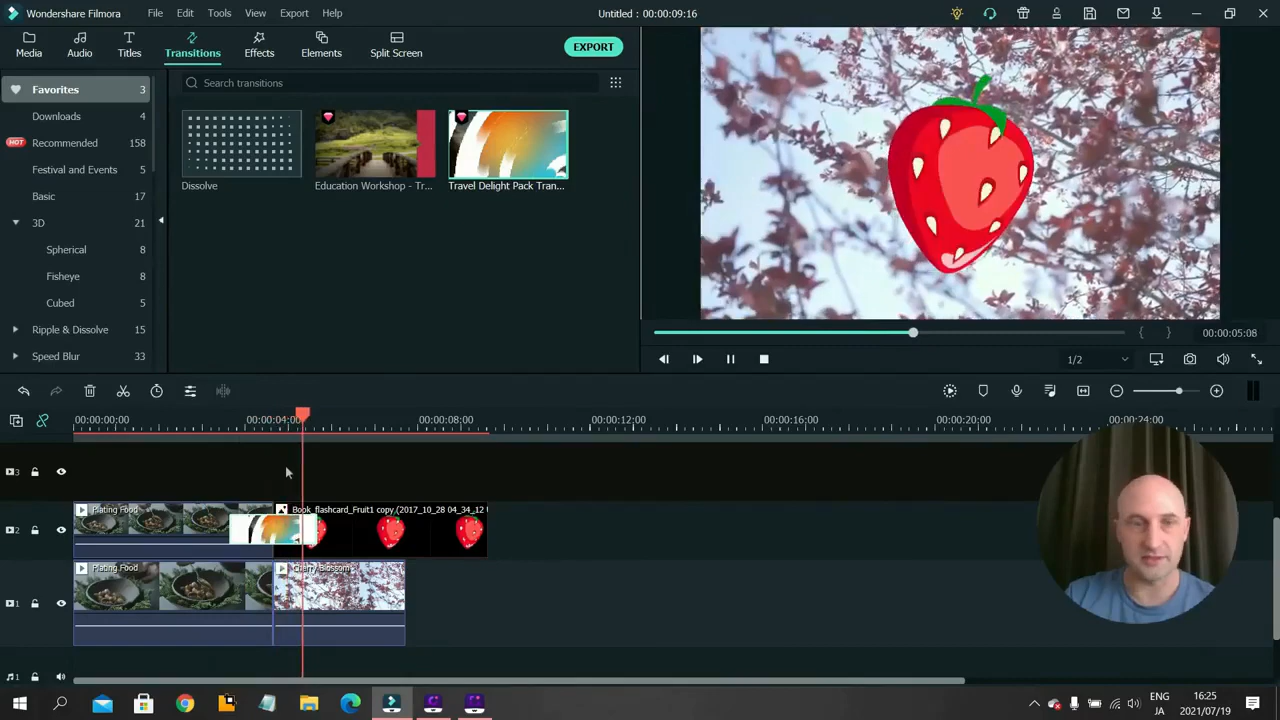 Wondershare Filmora File Edit Tools View Export Help Untitled : 00:00:09:16
Media Audio Titles Transitions Effects Elements Split Screen EXPORT
Favorites 3
Downloads 4
HOT Recommended 158
Festival and Events 5
Basic 17
3D 21
Spherical 8
Fisheye 8
Cubed 5
Ripple & Dissolve 15
Speed Blur 33
Search transitions
Dissolve Education Workshop - Tr... Travel Delight Pack Tran...
00:00:05:08
1/2
00:00:00:00 00:00:04:00 00:00:08:00 00:00:12:00 00:00:16:00 00:00:20:00 00:00:24:00
3
2 Plating Food Book_flashcard_Fruit1 copy (2017_10_28 04_34_12
1 Plating Food Cherry Blossom
1
ENG 16:25
JA 2021/07/19